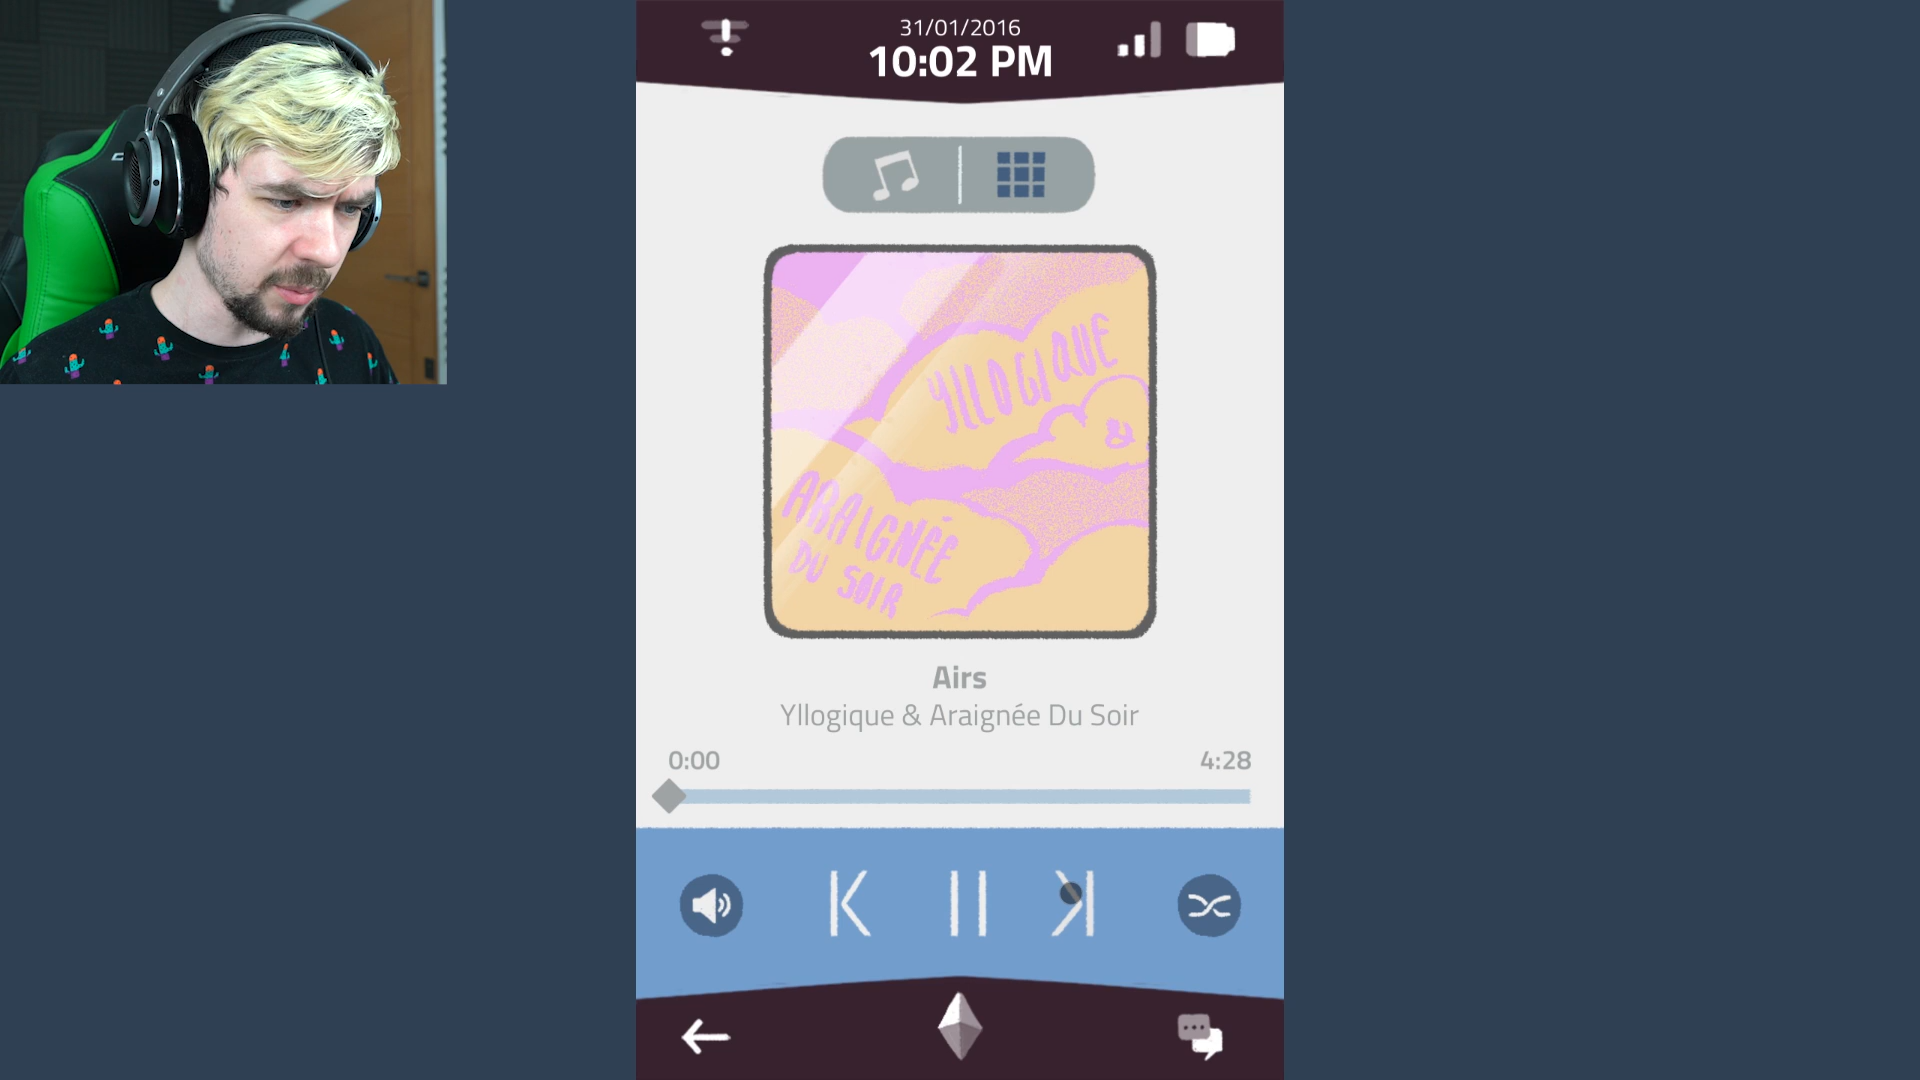 31/01/2016
10:02 PM
YLLOGIQUE
&
ARAIGNÉE
DU SOIR
Airs
Yllogique & Araignée Du Soir
0:00
4:28